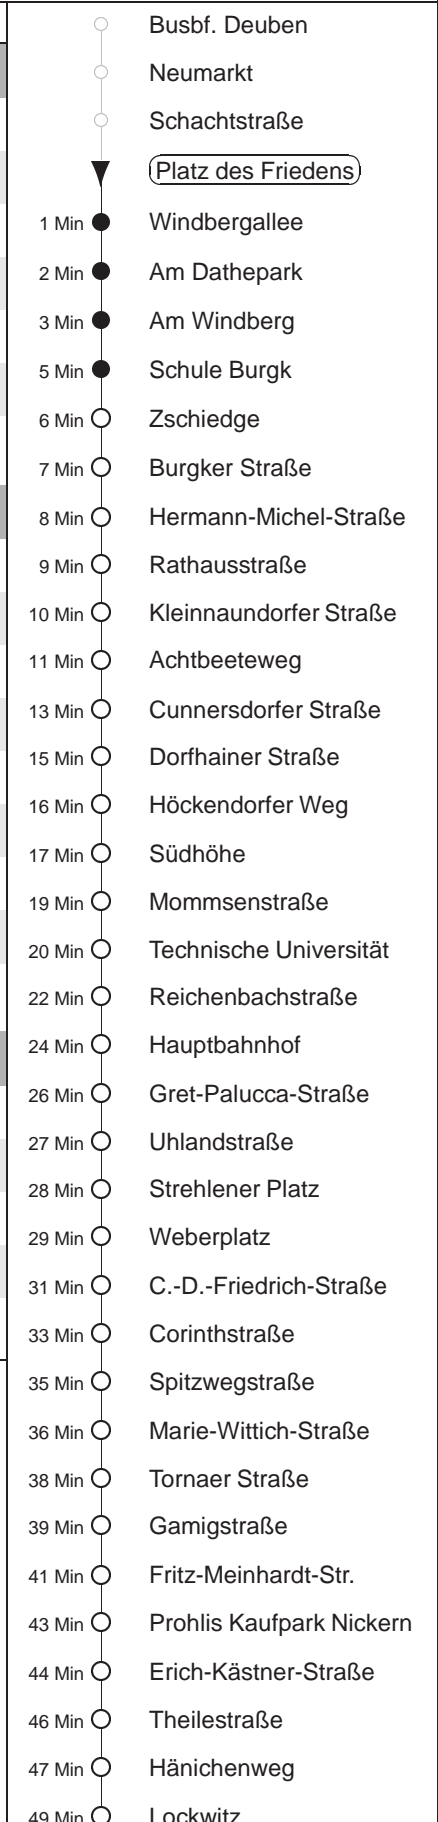 Busbf. Deuben
Neumarkt
Schachtstraße
Platz des Friedens
1 Min Windbergallee
2 Min Am Dathepark
3 Min Am Windberg
5 Min Schule Burgk
6 Min Zschiedge
7 Min Burgker Straße
8 Min Hermann-Michel-Straße
9 Min Rathausstraße
10 Min Kleinnaundorfer Straße
11 Min Achtbeeteweg
13 Min Cunnersdorfer Straße
15 Min Dorfhainer Straße
16 Min Höckendorfer Weg
17 Min Südhöhe
19 Min Mommsenstraße
20 Min Technische Universität
22 Min Reichenbachstraße
24 Min Hauptbahnhof
26 Min Gret-Palucca-Straße
27 Min Uhlandstraße
28 Min Strehlener Platz
29 Min Weberplatz
31 Min C.-D.-Friedrich-Straße
33 Min Corinthstraße
35 Min Spitzwegstraße
36 Min Marie-Wittich-Straße
38 Min Tornaer Straße
39 Min Gamigstraße
41 Min Fritz-Meinhardt-Str.
43 Min Prohlis Kaufpark Nickern
44 Min Erich-Kästner-Straße
46 Min Theilestraße
47 Min Hänichenweg
49 Min Lockwitz